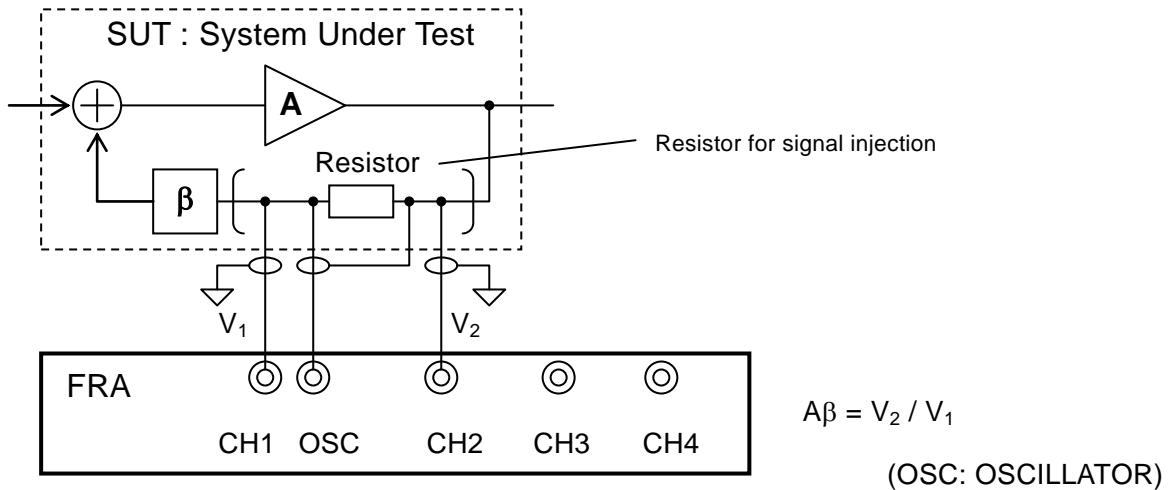 SUT : System Under Test
A
Resistor
Resistor for signal injection
β
V₁
V₂
FRA
CH1 OSC CH2 CH3 CH4
Aβ = V₂ / V₁
(OSC: OSCILLATOR)